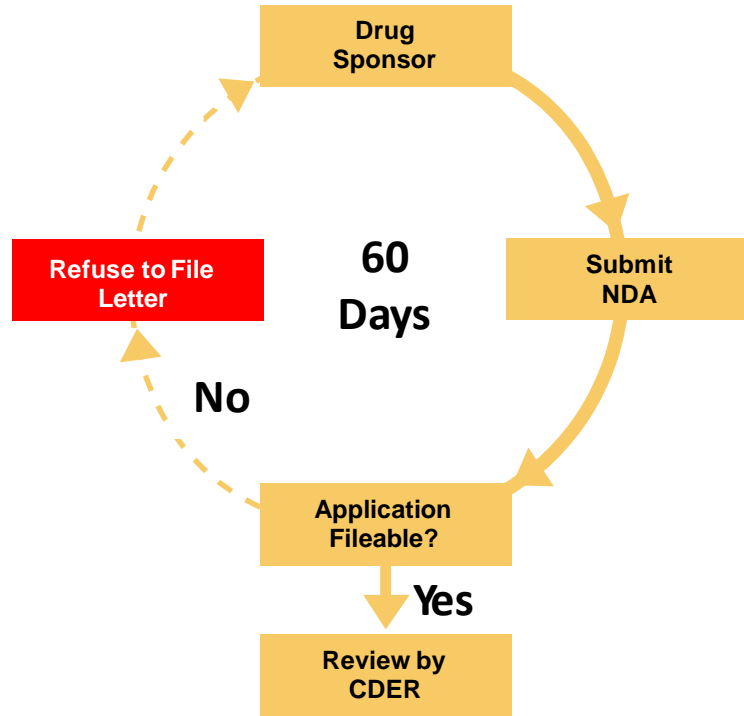 Drug
Sponsor
Refuse to File
Letter
60
Days
Submit
NDA
No
Application
Fileable?
Yes
Review by
CDER